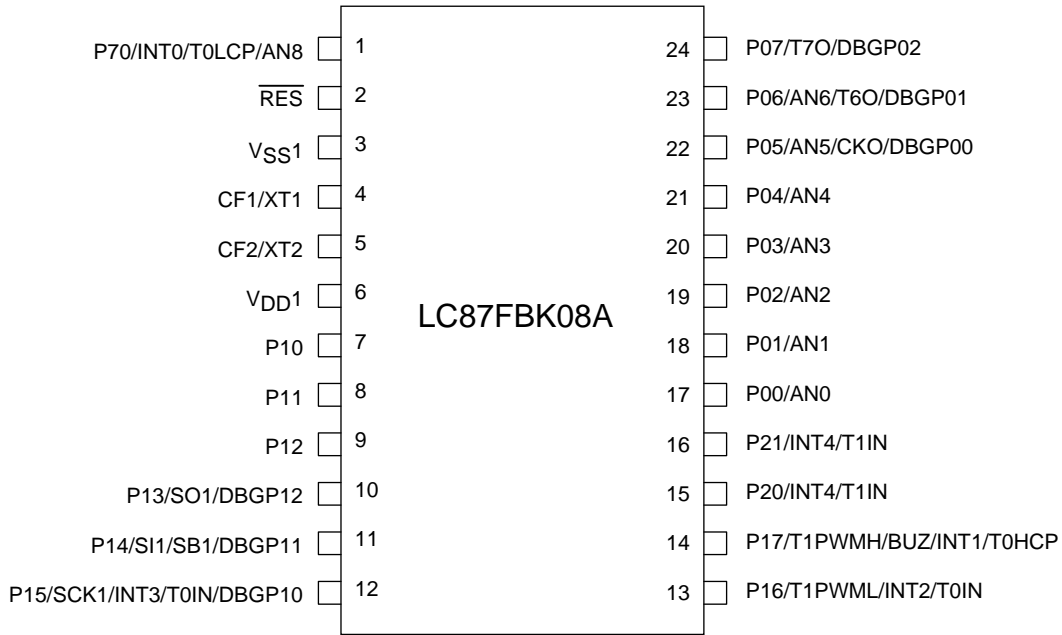 P70/INT0/T0LCP/AN8 1 24 P07/T7O/DBGP02
RES 2 23 P06/AN6/T6O/DBGP01
VSS1 3 22 P05/AN5/CKO/DBGP00
CF1/XT1 4 21 P04/AN4
CF2/XT2 5 20 P03/AN3
VDD1 6 19 P02/AN2
LC87FBK08A
P10 7 18 P01/AN1
P11 8 17 P00/AN0
P12 9 16 P21/INT4/T1IN
P13/SO1/DBGP12 10 15 P20/INT4/T1IN
P14/SI1/SB1/DBGP11 11 14 P17/T1PWMH/BUZ/INT1/T0HCP
P15/SCK1/INT3/T0IN/DBGP10 12 13 P16/T1PWML/INT2/T0IN